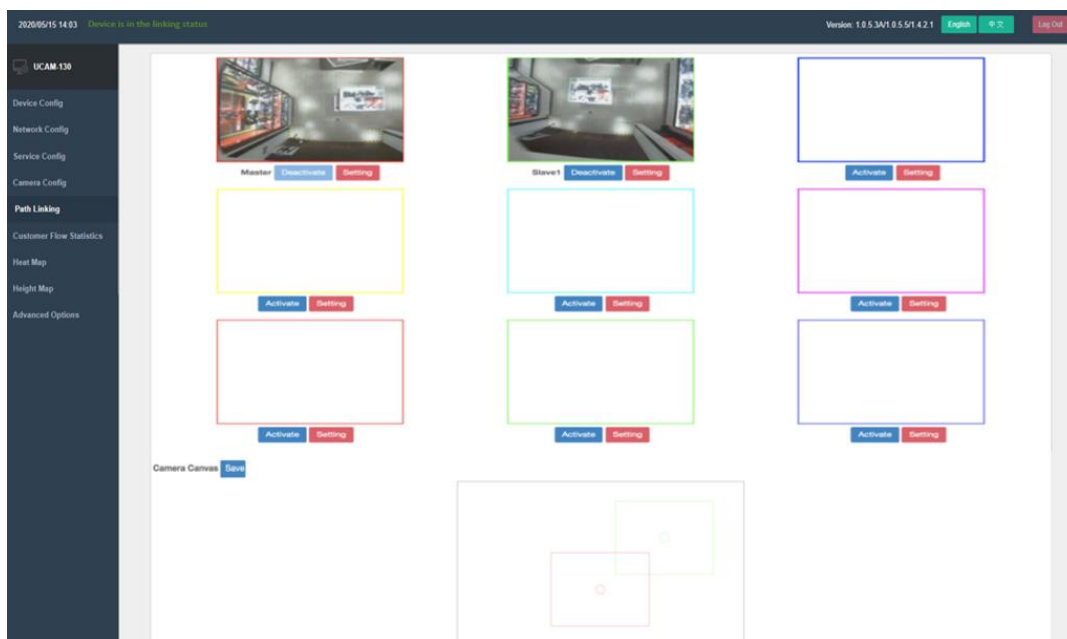 2020/05/15 14:03 Device is in the linking status Version: 1.0.5.3A/1.0.5.5/1.4.2.1 English 中文 Log Out
UCAM-130
Device Config
Network Config
Service Config
Camera Config
Path Linking
Customer Flow Statistics
Heat Map
Height Map
Advanced Options
Master Deactivate Setting Slave1 Deactivate Setting Activate Setting
Activate Setting Activate Setting Activate Setting
Activate Setting Activate Setting Activate Setting
Camera Canvas Save